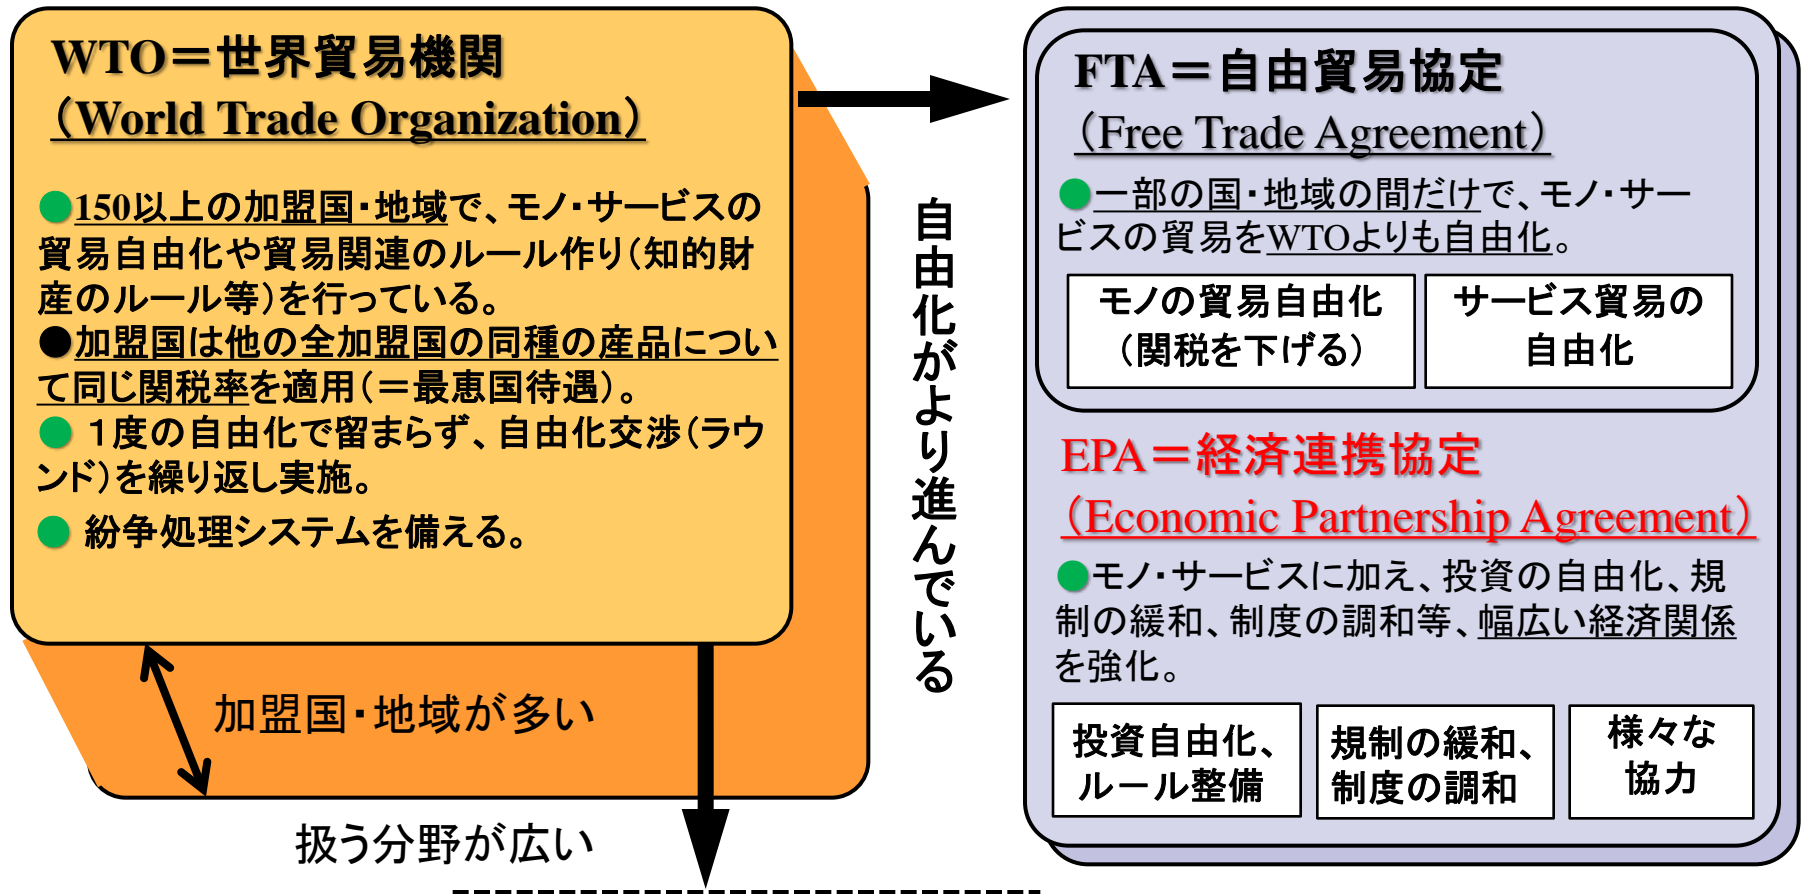 WTO＝世界貿易機関
（World Trade Organization）
●150以上の加盟国・地域で、モノ・サービスの
貿易自由化や貿易関連のルール作り（知的財
産のルール等）を行っている。
●加盟国は他の全加盟国の同種の産品につい
て同じ関税率を適用（＝最恵国待遇）。
● １度の自由化で留まらず、自由化交渉（ラウ
ンド）を繰り返し実施。
● 紛争処理システムを備える。
加盟国・地域が多い
扱う分野が広い
自由化がより進んでいる
FTA＝自由貿易協定
（Free Trade Agreement）
●一部の国・地域の間だけで、モノ・サー
ビスの貿易をWTOよりも自由化。
モノの貿易自由化
（関税を下げる）
サービス貿易の
自由化
EPA＝経済連携協定
（Economic Partnership Agreement）
●モノ・サービスに加え、投資の自由化、規
制の緩和、制度の調和等、幅広い経済関係
を強化。
投資自由化、
ルール整備
規制の緩和、
制度の調和
様々な
協力